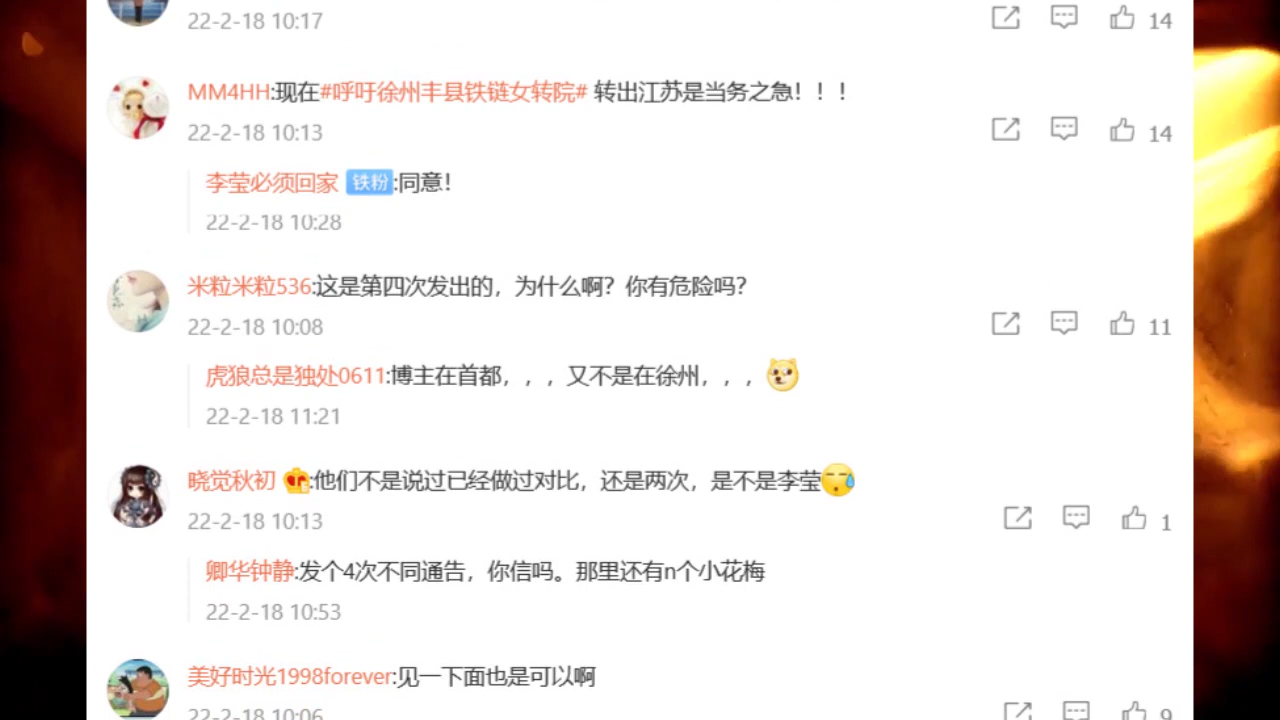 22-2-18 10:17
14
MM4HH:现在#呼吁徐州丰县铁链女转院# 转出江苏是当务之急！！！
22-2-18 10:13
14
李莹必须回家 铁粉:同意！
22-2-18 10:28
米粒米粒536:这是第四次发出的，为什么啊？你有危险吗？
22-2-18 10:08
11
虎狼总是独处0611:博主在首都，，，又不是在徐州，，，
22-2-18 11:21
晓觉秋初:他们不是说过已经做过对比，还是两次，是不是李莹
22-2-18 10:13
1
卿华钟静:发个4次不同通告，你信吗。那里还有n个小花梅
22-2-18 10:53
美好时光1998forever:见一下面也是可以啊
22-2-18 10:06
9